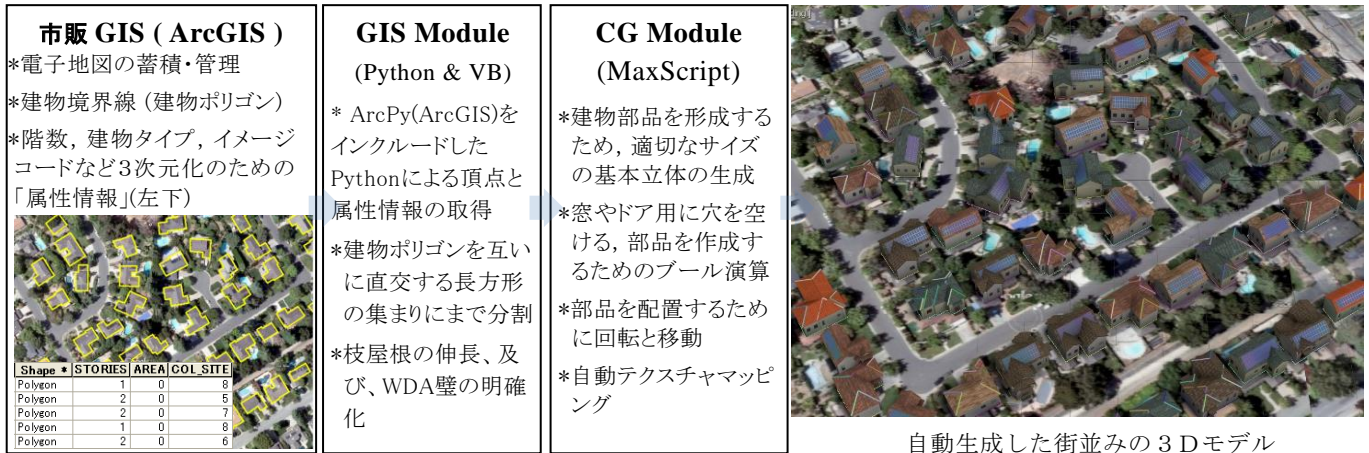 市販 GIS ( ArcGIS )
*電子地図の蓄積・管理
*建物境界線 (建物ポリゴン)
*階数, 建物タイプ, イメージ
コードなど３次元化のための
「属性情報」(左下)
Shape * STORIES AREA COL_SITE
Polygon 1 0 8
Polygon 2 0 5
Polygon 2 0 7
Polygon 1 0 8
Polygon 2 0 6
GIS Module
(Python & VB)
* ArcPy(ArcGIS)を
インクルードした
Pythonによる頂点と
属性情報の取得
*建物ポリゴンを互い
に直交する長方形
の集まりにまで分割
*枝屋根の伸長、及
び、WDA壁の明確
化
CG Module
(MaxScript)
*建物部品を形成する
ため, 適切なサイズ
の基本立体の生成
*窓やドア用に穴を空
ける, 部品を作成す
るためのブール演算
*部品を配置するため
に回転と移動
*自動テクスチャマッピ
ング
自動生成した街並みの３Ｄモデル